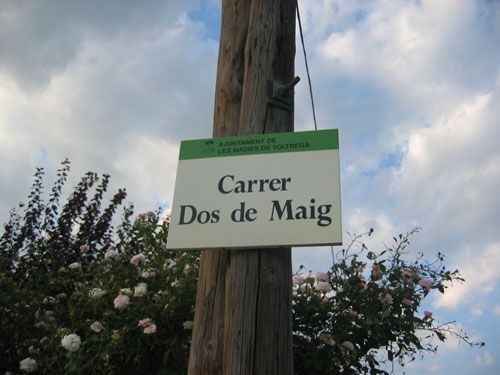 AJUNTAMENT DE
LES MASIES DE VOLTREGÀ
Carrer
Dos de Maig